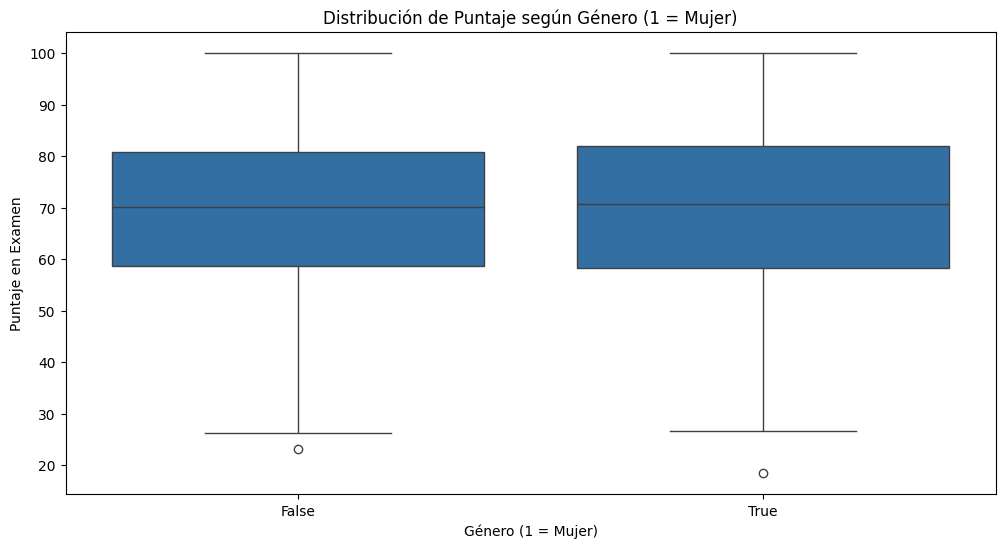 Distribución de Puntaje según Género (1 = Mujer)
Puntaje en Examen
100
90
80
70
60
50
40
30
20
False
True
Género (1 = Mujer)